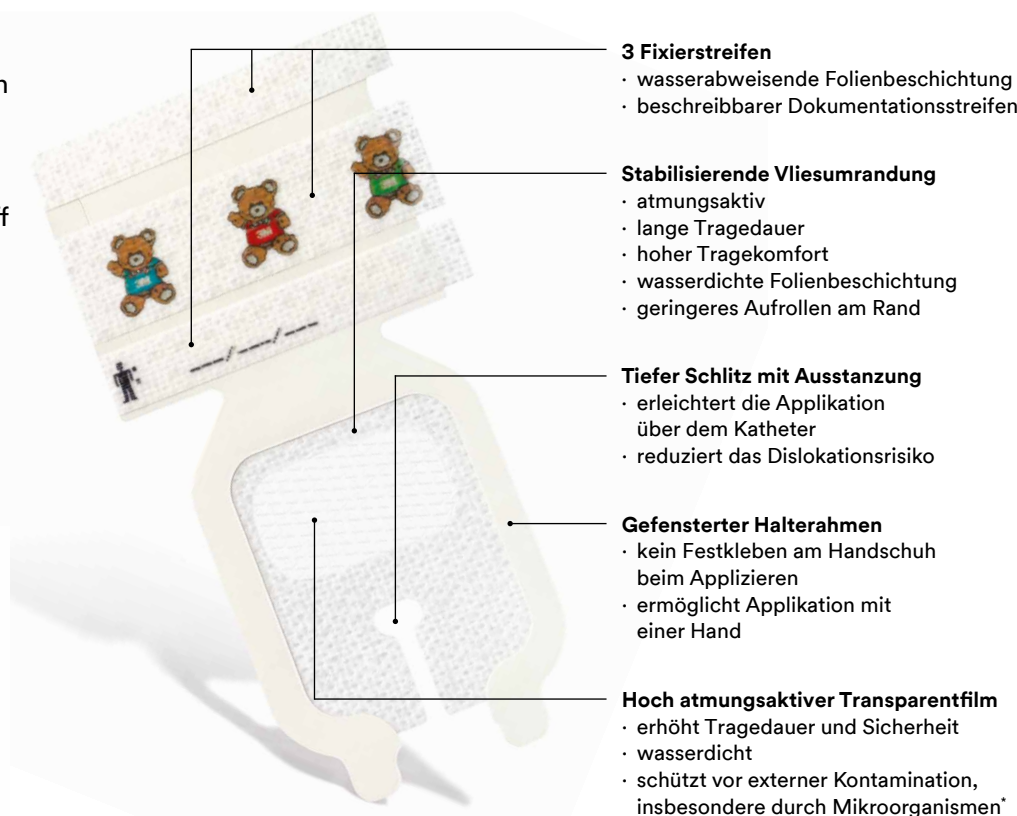 n
ff
3 Fixierstreifen
· wasserabweisende Folienbeschichtung
· beschreibbarer Dokumentationsstreifen
Stabilisierende Vliesumrandung
· atmungsaktiv
· lange Tragedauer
· hoher Tragekomfort
· wasserdichte Folienbeschichtung
· geringeres Aufrollen am Rand
Tiefer Schlitz mit Ausstanzung
· erleichtert die Applikation
über dem Katheter
· reduziert das Dislokationsrisiko
Gefensterter Halterahmen
· kein Festkleben am Handschuh
beim Applizieren
· ermöglicht Applikation mit
einer Hand
Hoch atmungsaktiver Transparentfilm
· erhöht Tragedauer und Sicherheit
· wasserdicht
· schützt vor externer Kontamination,
insbesondere durch Mikroorganismen*